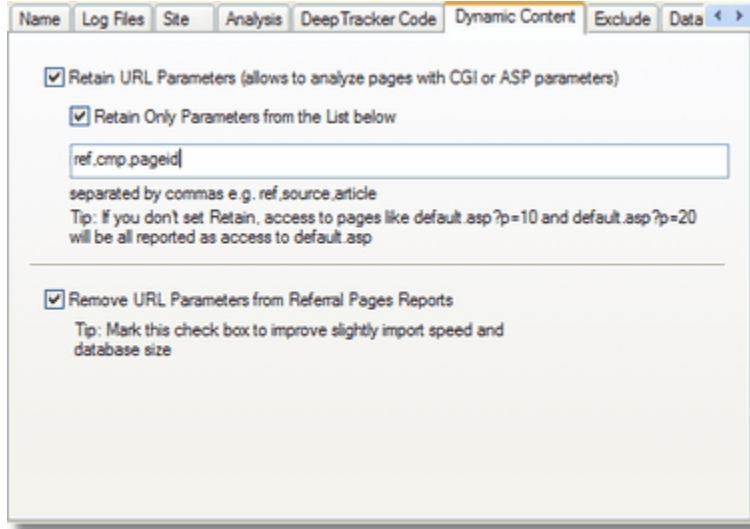 Name Log Files Site Analysis DeepTracker Code Dynamic Content Exclude Data
Retain URL Parameters (allows to analyze pages with CGI or ASP parameters)
Retain Only Parameters from the List below
ref,cmp,pageid
separated by commas e.g. ref,source,article
Tip: If you don't set Retain, access to pages like default.asp?p=10 and default.asp?p=20
will be all reported as access to default.asp
Remove URL Parameters from Referral Pages Reports
Tip: Mark this check box to improve slightly import speed and
database size